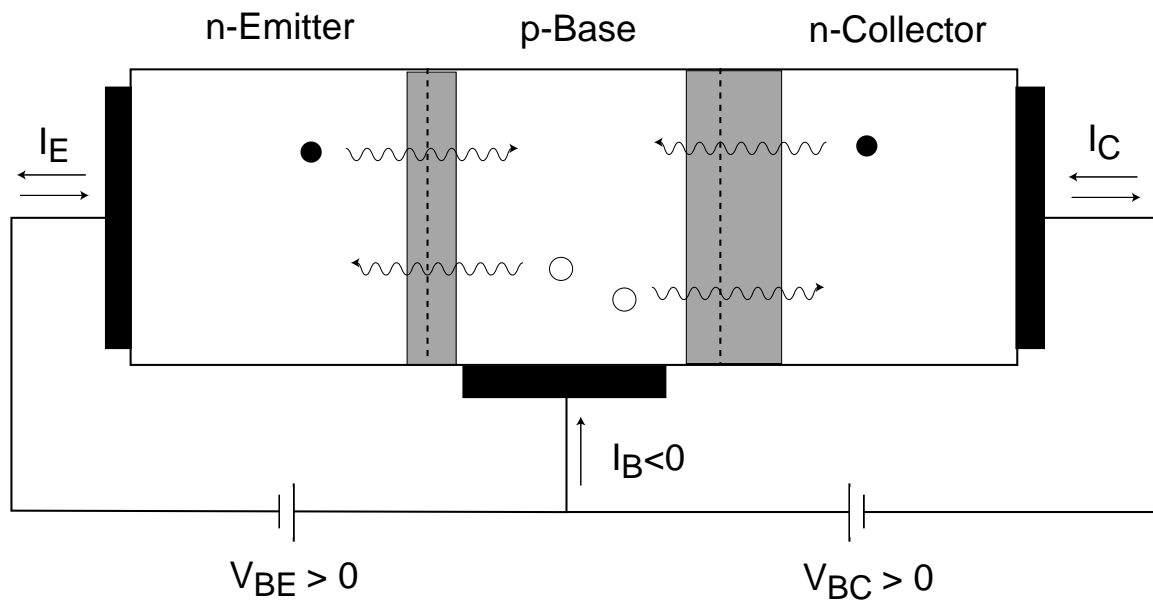 n-Emitter p-Base n-Collector
I_E
I_C
I_B<0
V_BE > 0
V_BC > 0